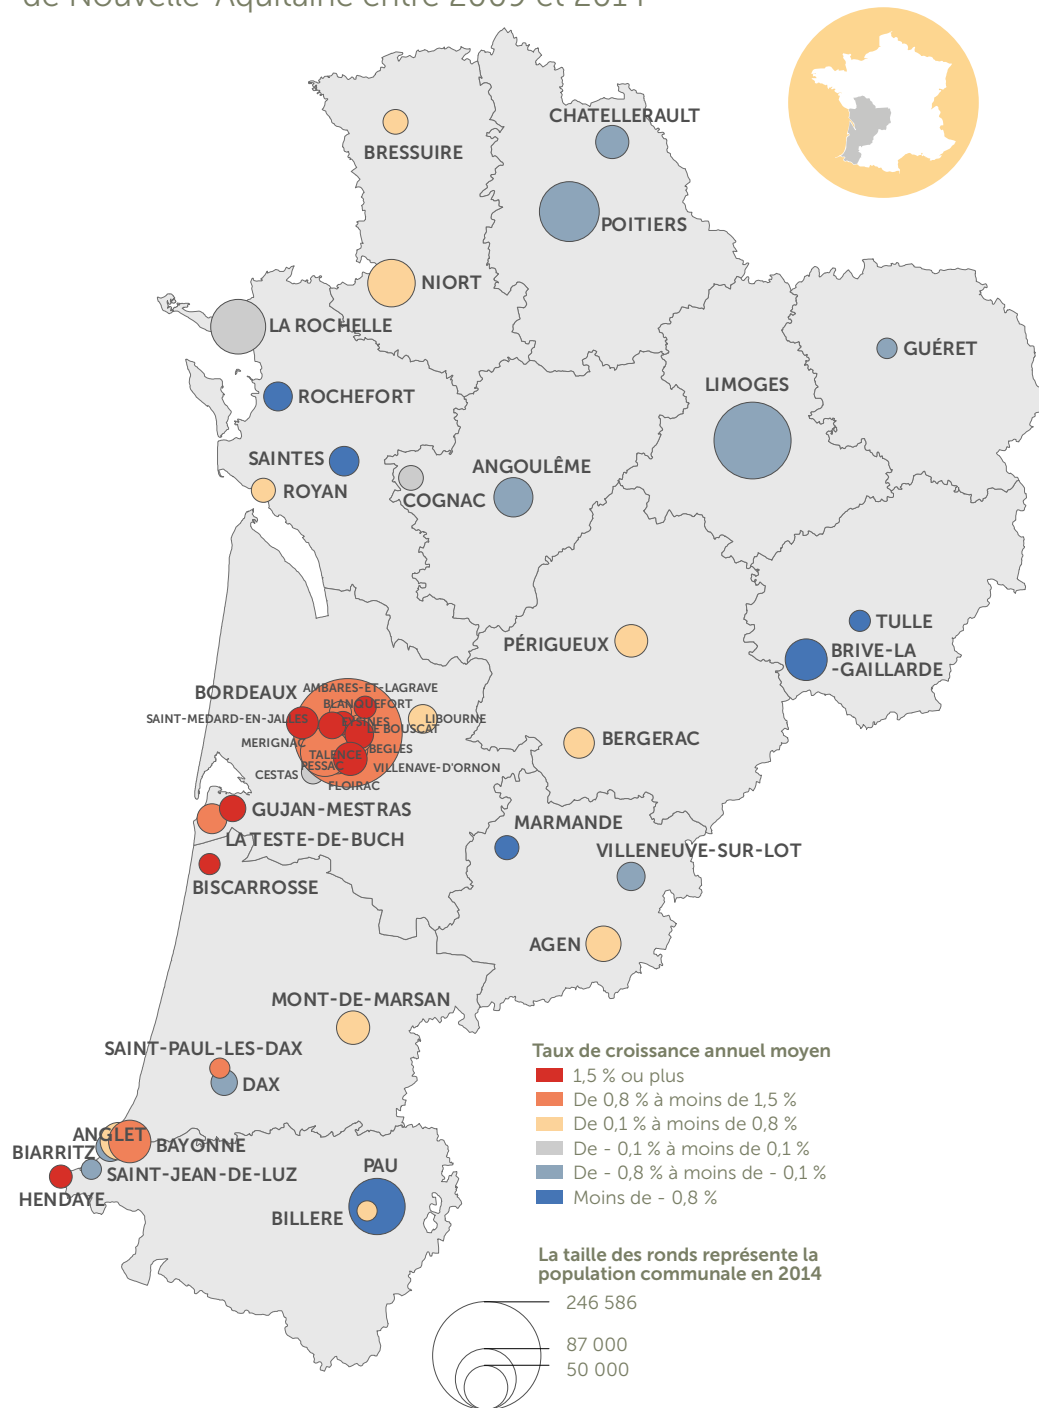 de Nouvelle-Aquitaine entre 2009 et 2014
CHATELLERAULT
BRESSUIRE
POITIERS
NIORT
LA ROCHELLE
GUÉRET
LIMOGES
ROCHEFORT
SAINTES
ANGOULÊME
ROYAN
COGNAC
TULLE
PÉRIGUEUX
BRIVE-LA
-GAILLARDE
BORDEAUX
AMBARES-ET-LAGRAVE
BLANQUEFORT
SAINT-MEDARD-EN-JALLES
EYSINES
LIBOURNE
LE BOUSCAT
MERIGNAC
BEGLES
BERGERAC
TALENCE
PESSAC
VILLENAVE-D'ORNON
CESTAS
FLOIRAC
GUJAN-MESTRAS
LA TESTE-DE-BUCH
MARMANDE
VILLENEUVE-SUR-LOT
BISCARROSSE
AGEN
MONT-DE-MARSAN
SAINT-PAUL-LES-DAX
DAX
ANGLET
BIARRITZ
BAYONNE
SAINT-JEAN-DE-LUZ
HENDAYE
PAU
BILLERE
Taux de croissance annuel moyen
1,5 % ou plus
De 0,8 % à moins de 1,5 %
De 0,1 % à moins de 0,8 %
De - 0,1 % à moins de 0,1 %
De - 0,8 % à moins de - 0,1 %
Moins de - 0,8 %
La taille des ronds représente la
population communale en 2014
246 586
87 000
50 000